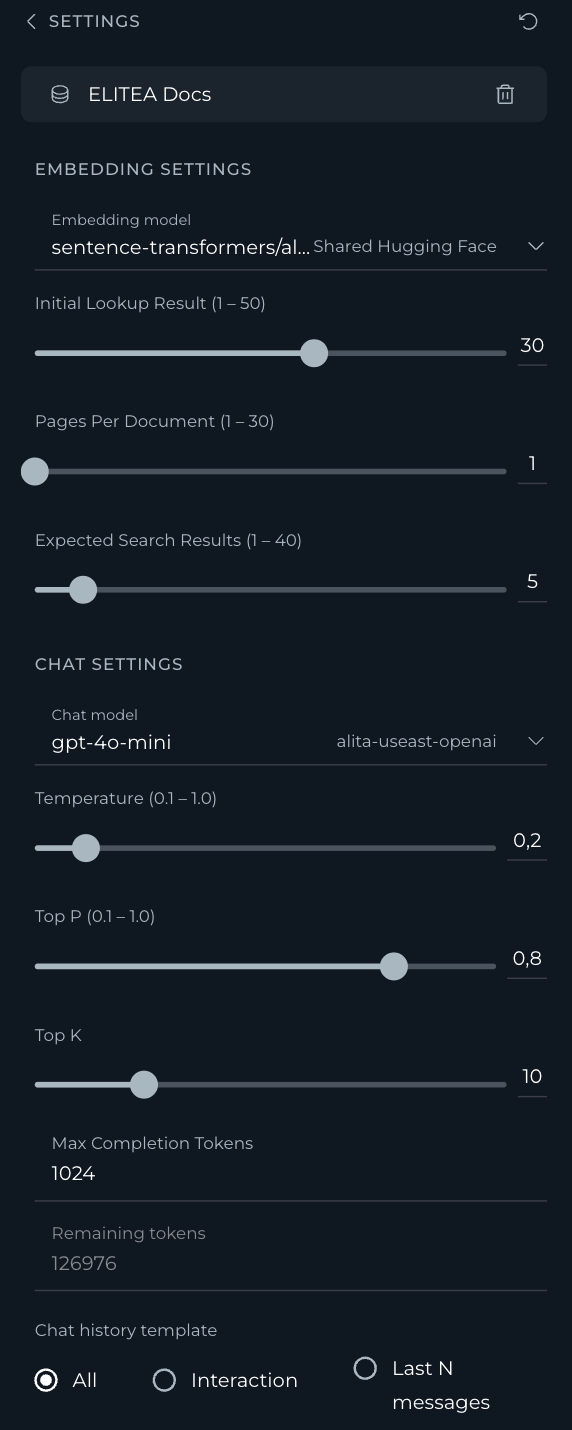 SETTINGS
ELITEA Docs
EMBEDDING SETTINGS
Embedding model
sentence-transformers/al... Shared Hugging Face
Initial Lookup Result (1 – 50)
30
Pages Per Document (1 – 30)
1
Expected Search Results (1 – 40)
5
CHAT SETTINGS
Chat model
gpt-4o-mini alita-useast-openai
Temperature (0.1 – 1.0)
0,2
Top P (0.1 – 1.0)
0,8
Top K
10
Max Completion Tokens
1024
Remaining tokens
126976
Chat history template
All Interaction Last N
messages